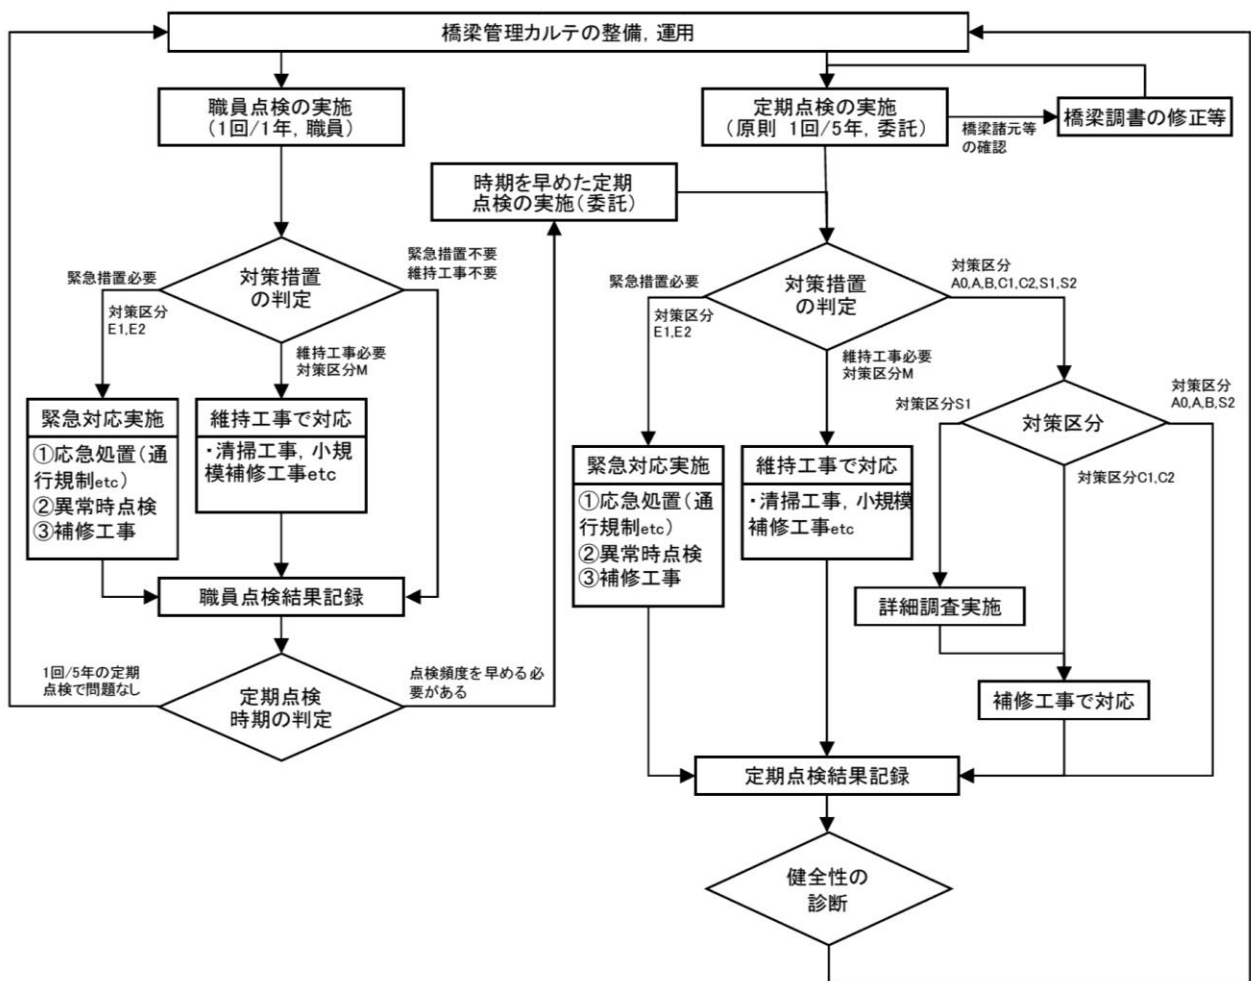 橋梁管理カルテの整備, 運用
職員点検の実施
(1回/1年, 職員)
定期点検の実施
(原則 1回/5年, 委託)
橋梁諸元等
の確認
橋梁調書の修正等
時期を早めた定期
点検の実施(委託)
緊急措置必要
対策区分
E1,E2
対策措置
の判定
緊急措置不要
維持工事不要
維持工事必要
対策区分M
緊急対応実施
①応急処置(通
行規制etc)
②異常時点検
③補修工事
維持工事で対応
・清掃工事, 小規
模補修工事etc
職員点検結果記録
1回/5年の定期
点検で問題なし
定期点検
時期の判定
点検頻度を早める必
要がある
緊急措置必要
対策区分
E1,E2
対策措置
の判定
対策区分
A0,A,B,C1,C2,S1,S2
維持工事必要
対策区分M
対策区分S1
対策区分
対策区分
A0,A,B,S2
対策区分C1,C2
緊急対応実施
①応急処置(通
行規制etc)
②異常時点検
③補修工事
維持工事で対応
・清掃工事, 小規模
補修工事etc
詳細調査実施
補修工事で対応
定期点検結果記録
健全性の
診断